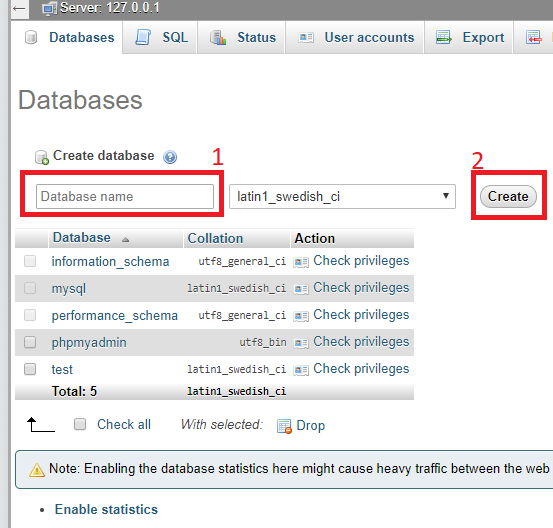 Server: 127.0.0.1
Databases SQL Status User accounts Export
Databases
Create database 1 2
Database name latin1_swedish_ci Create
Database Collation Action
information_schema utf8_general_ci Check privileges
mysql latin1_swedish_ci Check privileges
performance_schema utf8_general_ci Check privileges
phpmyadmin utf8_bin Check privileges
test latin1_swedish_ci Check privileges
Total: 5 latin1_swedish_ci
Check all With selected: Drop
Note: Enabling the database statistics here might cause heavy traffic between the web
Enable statistics